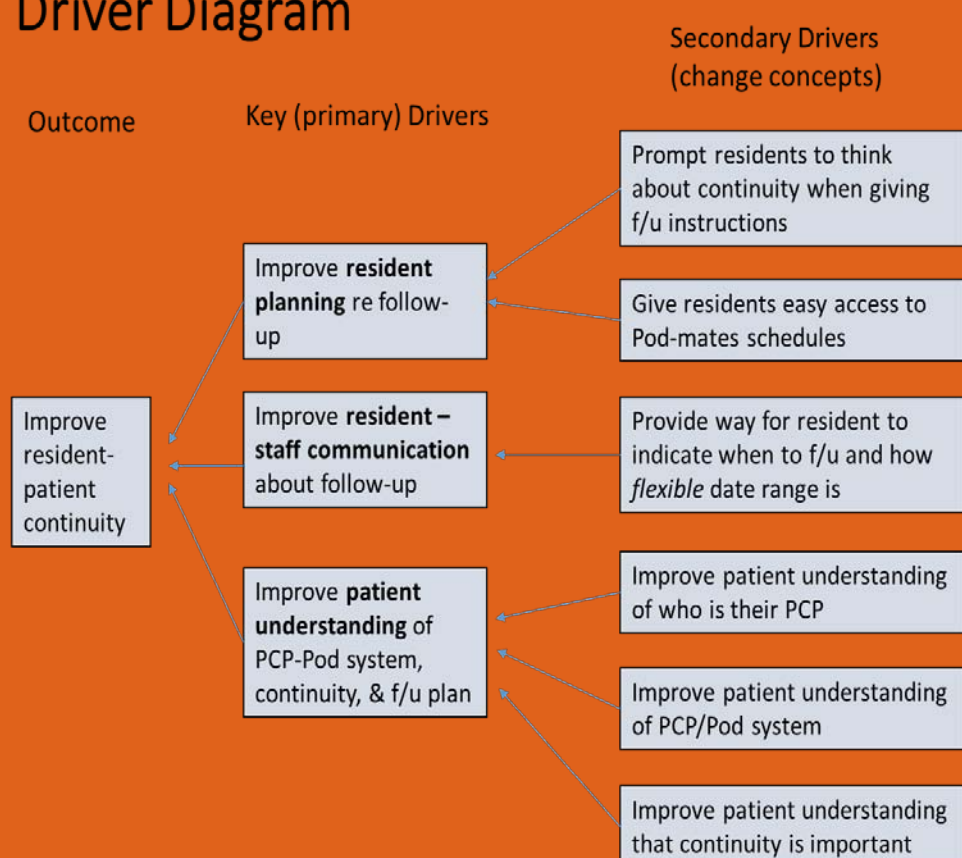 Driver Diagram
Outcome
Key (primary) Drivers
Secondary Drivers
(change concepts)
Improve
resident-
patient
continuity
Improve resident
planning re follow-
up
Improve resident –
staff communication
about follow-up
Improve patient
understanding of
PCP-Pod system,
continuity, & f/u plan
Prompt residents to think
about continuity when giving
f/u instructions
Give residents easy access to
Pod-mates schedules
Provide way for resident to
indicate when to f/u and how
flexible date range is
Improve patient understanding
of who is their PCP
Improve patient understanding
of PCP/Pod system
Improve patient understanding
that continuity is important